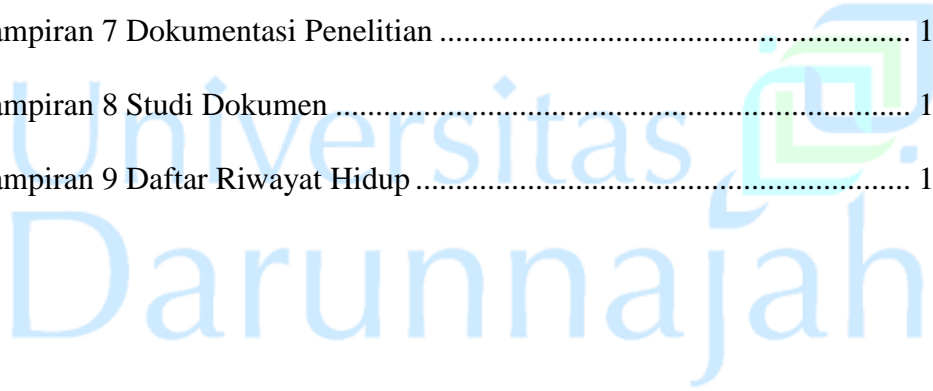 ampiran 7 Dokumentasi Penelitian .......................................................... 1
ampiran 8 Studi Dokumen ....................................................................... 1
Universitas
ampiran 9 Daftar Riwayat Hidup ............................................................. 1
Darunnajah